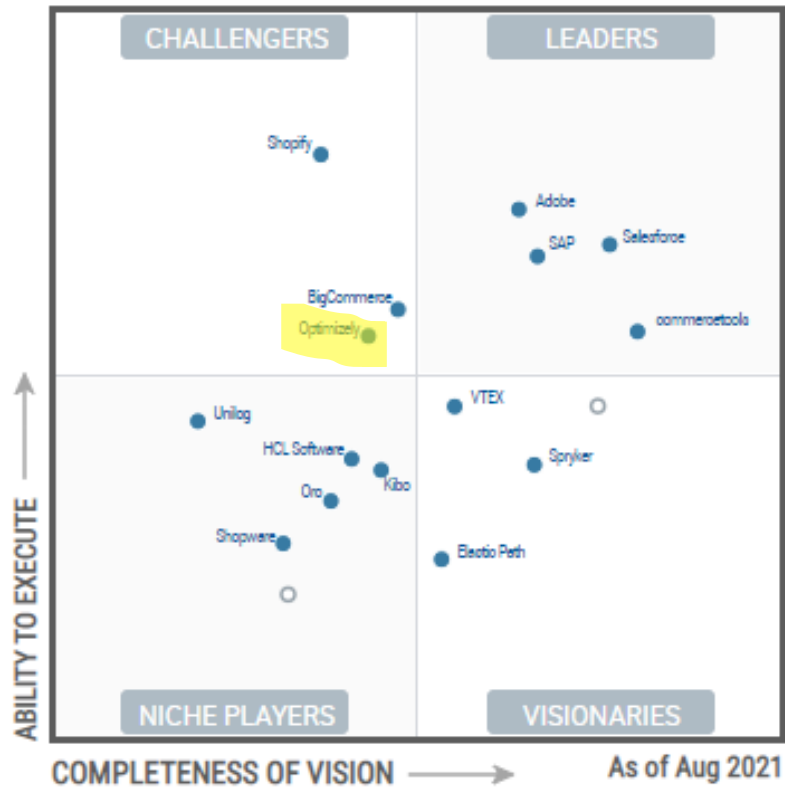 CHALLENGERS
LEADERS
Shopify
Adobe
SAP
Salesforce
BigCommerce
Optimizely
commercetools
Unilog
VTEX
HCL Software
Kibo
Spryker
Oro
Shopware
Elastic Path
ABILITY TO EXECUTE
NICHE PLAYERS
VISIONARIES
COMPLETENESS OF VISION
As of Aug 2021